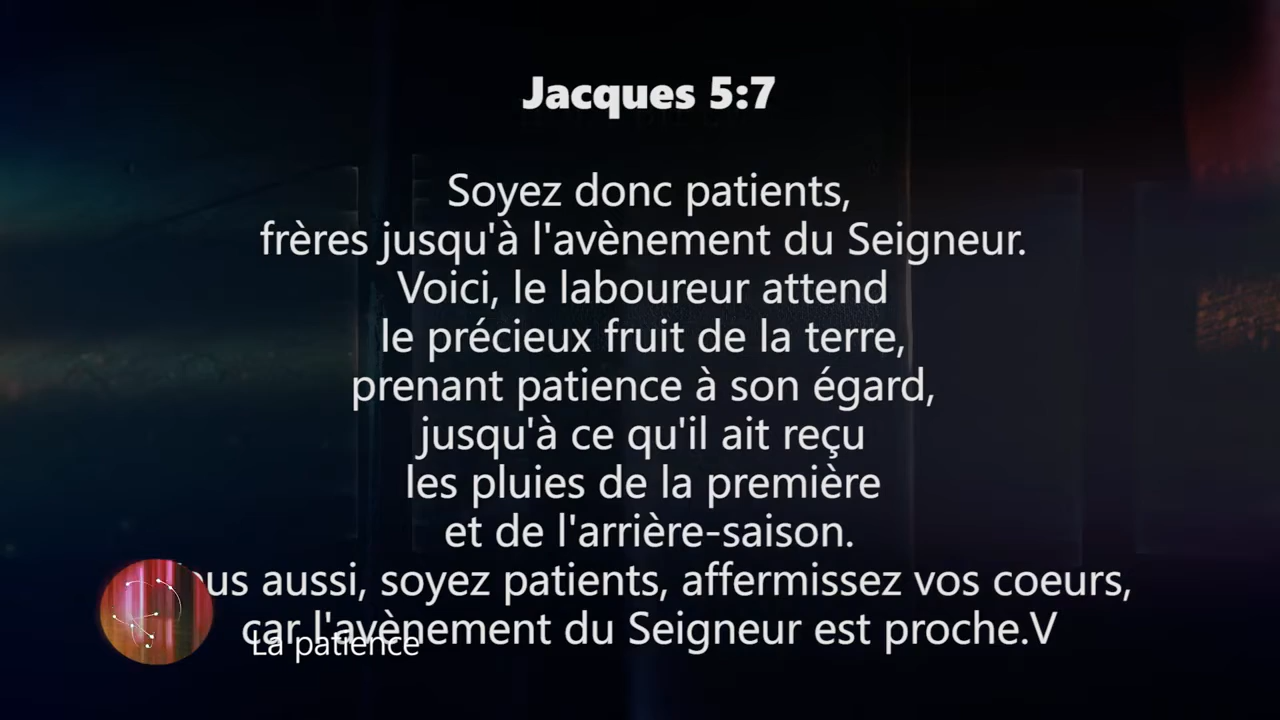 Jacques 5:7
Soyez donc patients,
frères jusqu'à l'avènement du Seigneur.
Voici, le laboureur attend
le précieux fruit de la terre,
prenant patience à son égard,
jusqu'à ce qu'il ait reçu
les pluies de la première
et de l'arrière-saison.
aussi, soyez patients, affermissez vos coeurs,
car l'avènement du Seigneur est proche.V
La patience